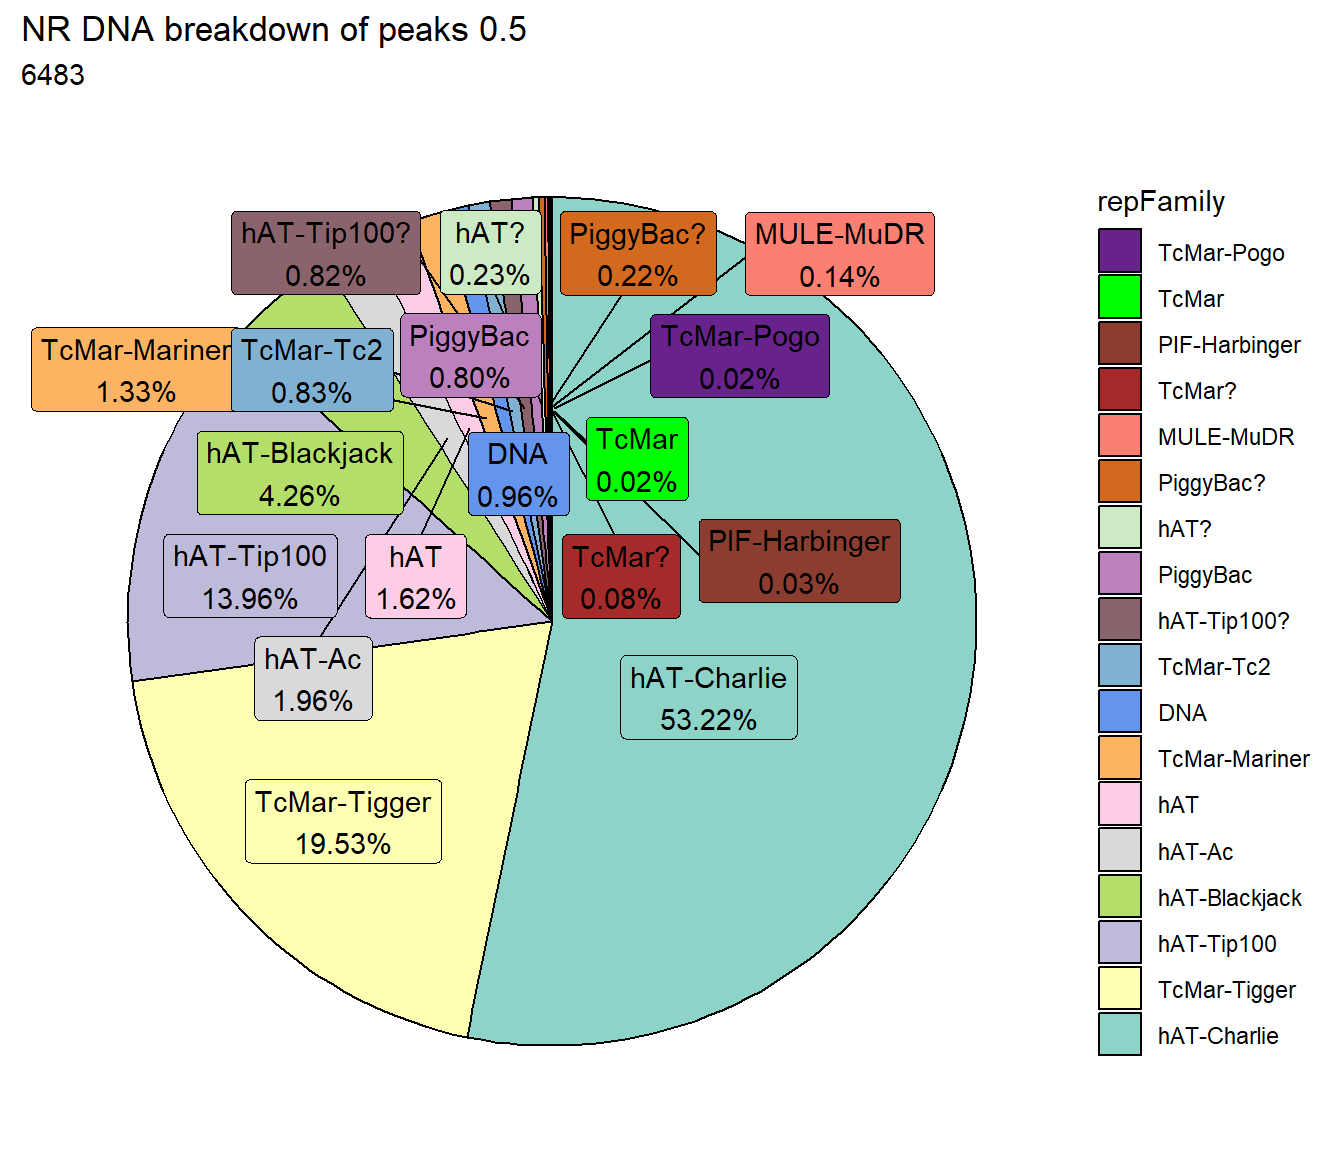 NR DNA breakdown of peaks 0.5
6483
hAT-Tip100?
0.82%
hAT?
0.23%
PiggyBac?
0.22%
MULE-MuDR
0.14%
TcMar-Mariner
1.33%
TcMar-Tc2
0.83%
PiggyBac
0.80%
TcMar-Pogo
0.02%
hAT-Blackjack
4.26%
DNA
0.96%
TcMar
0.02%
hAT-Tip100
13.96%
hAT
1.62%
TcMar?
0.08%
PIF-Harbinger
0.03%
hAT-Ac
1.96%
hAT-Charlie
53.22%
TcMar-Tigger
19.53%
repFamily
TcMar-Pogo
TcMar
PIF-Harbinger
TcMar?
MULE-MuDR
PiggyBac?
hAT?
PiggyBac
hAT-Tip100?
TcMar-Tc2
DNA
TcMar-Mariner
hAT
hAT-Ac
hAT-Blackjack
hAT-Tip100
TcMar-Tigger
hAT-Charlie